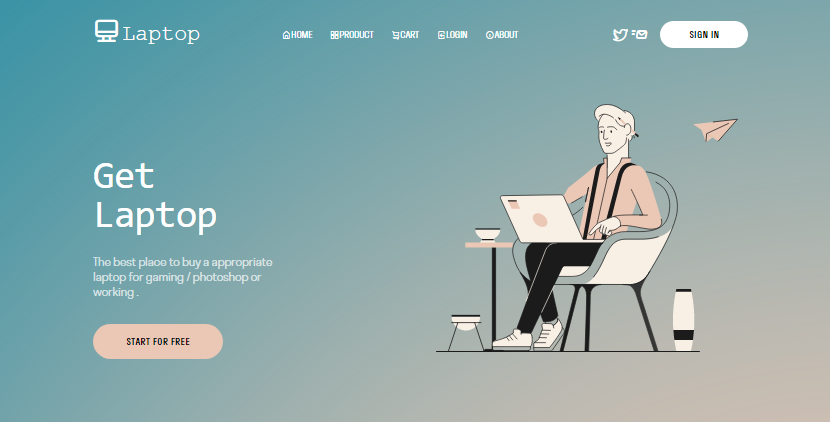 Laptop
HOME
PRODUCT
CART
LOGIN
ABOUT
SIGN IN
Get
Laptop
The best place to buy a appropriate
laptop for gaming / photoshop or
working .
START FOR FREE